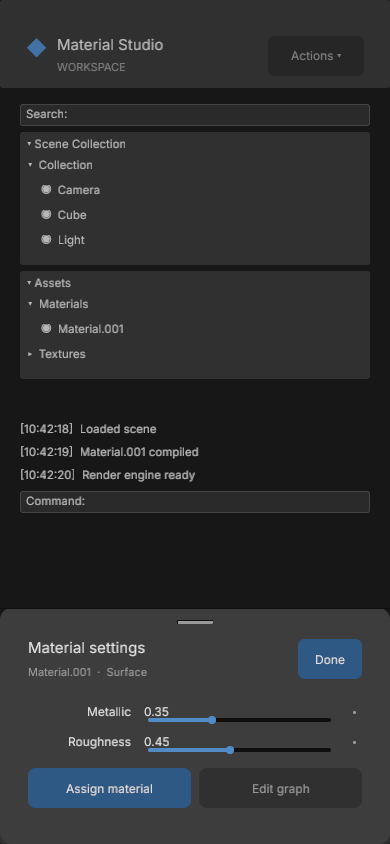 Material Studio
WORKSPACE
Actions
Search:
Scene Collection
Collection
Camera
Cube
Light
Assets
Materials
Material.001
Textures
[10:42:18] Loaded scene
[10:42:19] Material.001 compiled
[10:42:20] Render engine ready
Command:
Material settings
Material.001 · Surface
Done
Metallic 0.35
Roughness 0.45
Assign material
Edit graph